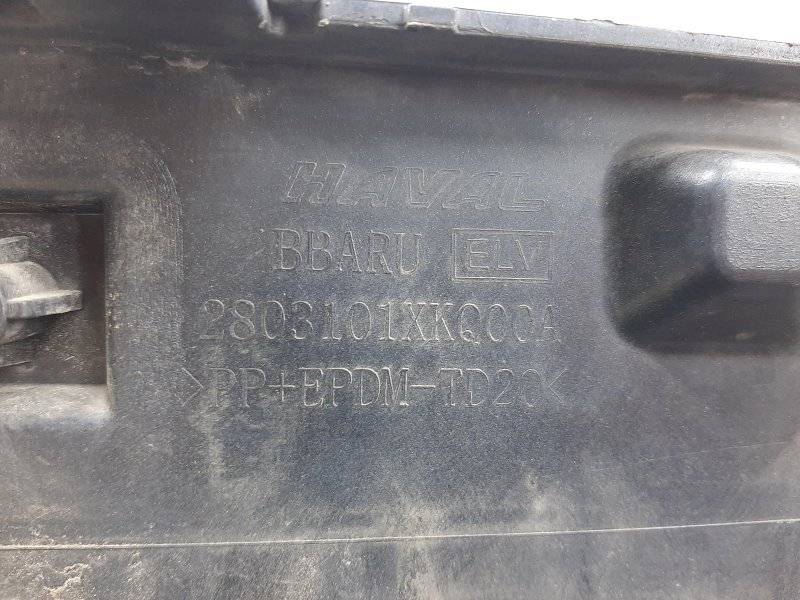 HAVAL
BBARU ELV
2803101XKQ00A
>PP+EPDM-TD20<